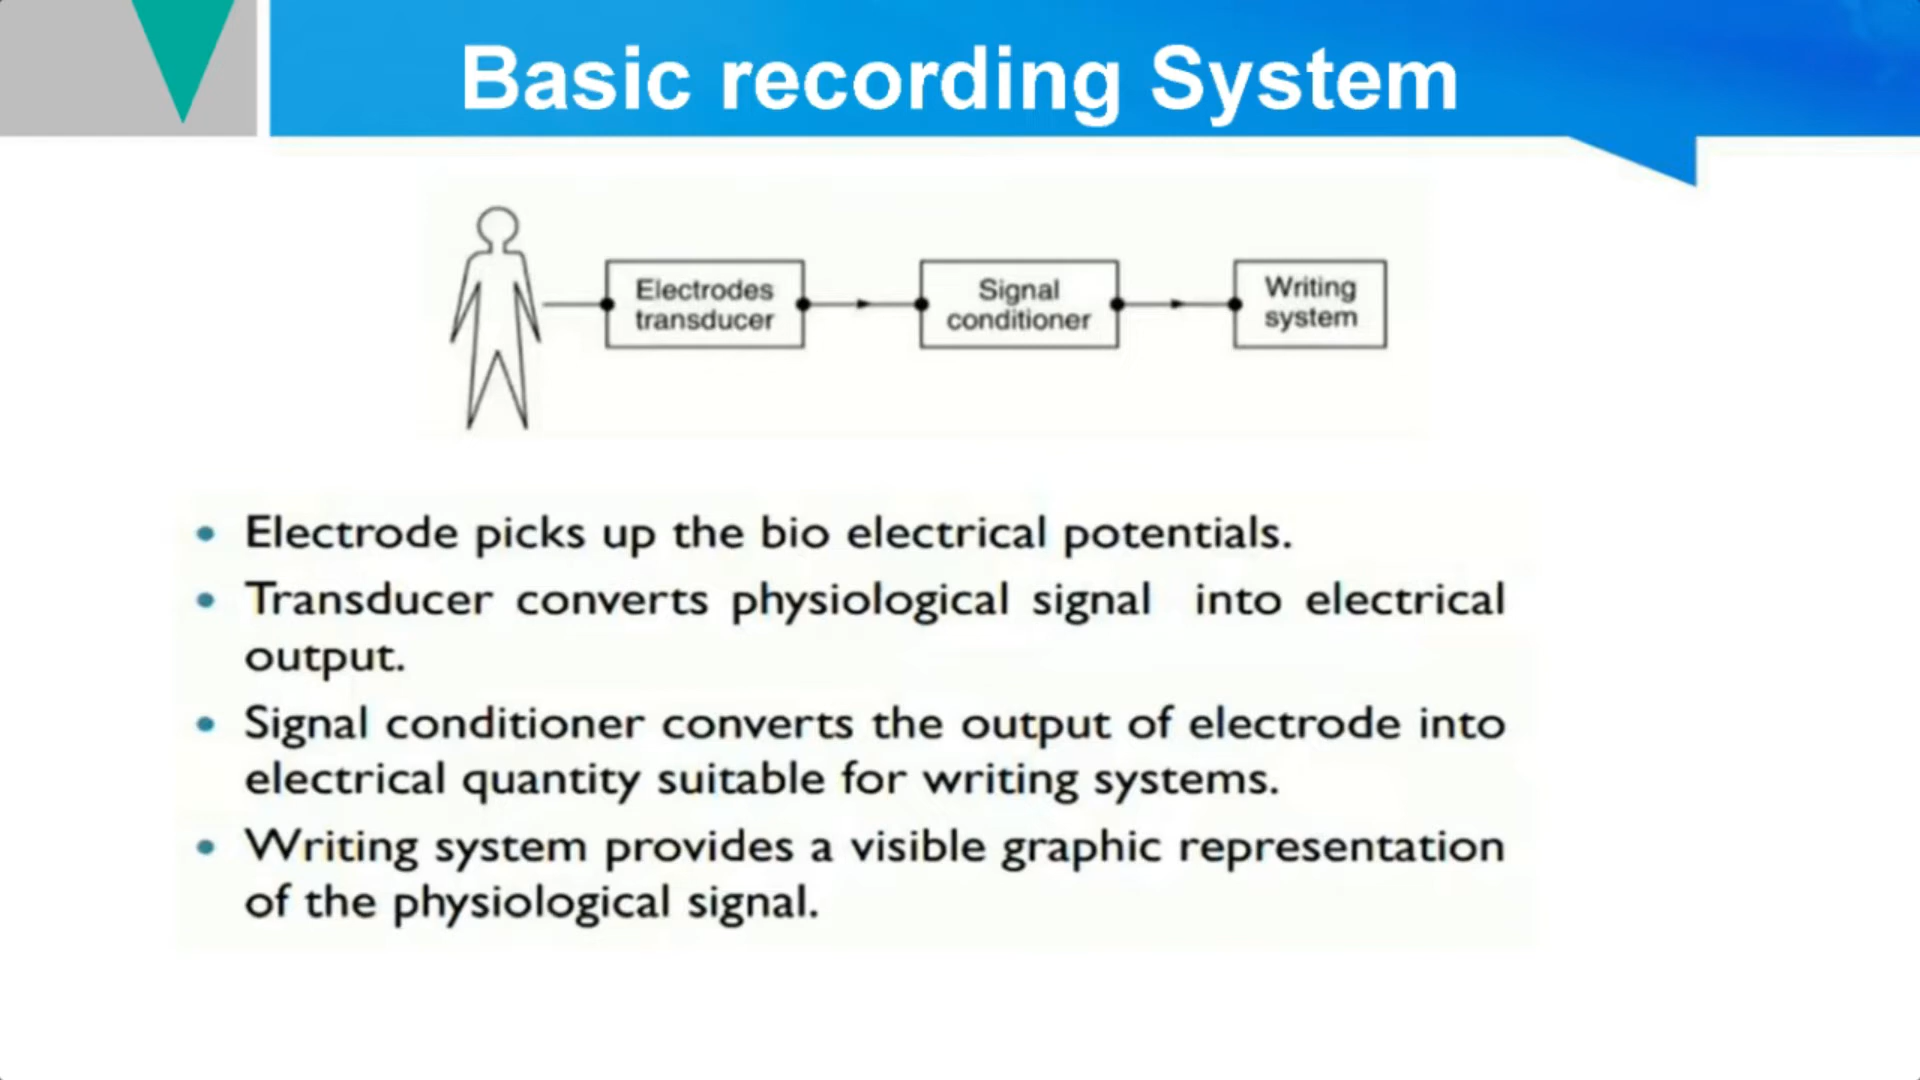 Basic recording System
Electrodes
transducer
Signal
conditioner
Writing
system
• Electrode picks up the bio electrical potentials.
• Transducer converts physiological signal into electrical
output.
• Signal conditioner converts the output of electrode into
electrical quantity suitable for writing systems.
• Writing system provides a visible graphic representation
of the physiological signal.